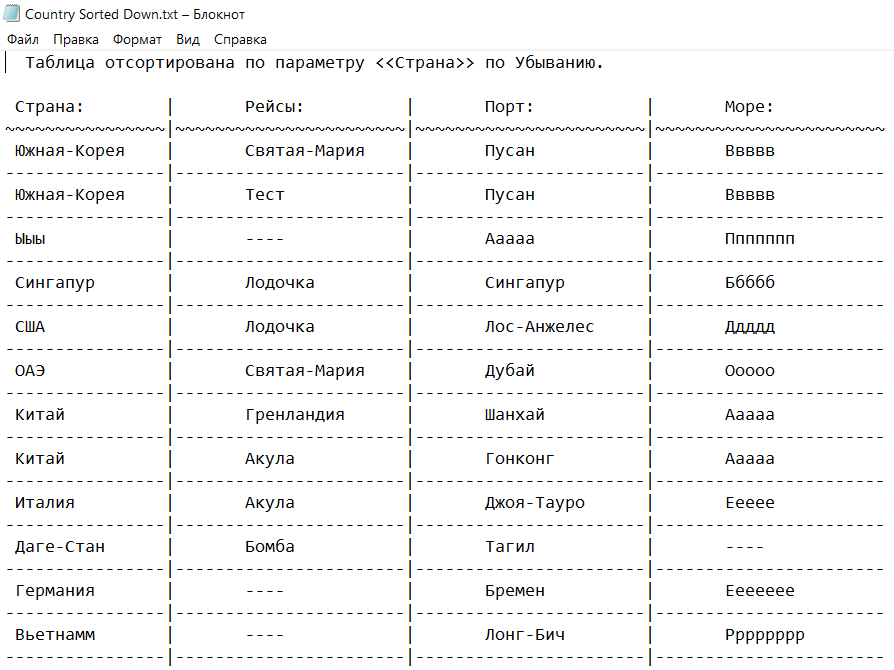 Country Sorted Down.txt – Блокнот
Файл Правка Формат Вид Справка
Таблица отсортирована по параметру <<Страна>> по Убыванию.
Страна: | Рейсы: | Порт: | Море:
~~~~~~~~~~~~~~~~|~~~~~~~~~~~~~~~~~~~~~~~|~~~~~~~~~~~~~~~~~~~~~~~|~~~~~~~~~~~~~~~~~~~~~~~
Южная-Корея | Святая-Мария | Пусан | Ввввв
----------------|-----------------------|-----------------------|-----------------------
Южная-Корея | Тест | Пусан | Ввввв
----------------|-----------------------|-----------------------|-----------------------
Ыыы | ---- | Ааааа | Ппппппп
----------------|-----------------------|-----------------------|-----------------------
Сингапур | Лодочка | Сингапур | Ббббб
----------------|-----------------------|-----------------------|-----------------------
США | Лодочка | Лос-Анжелес | Ддддд
----------------|-----------------------|-----------------------|-----------------------
ОАЭ | Святая-Мария | Дубай | Ооооо
----------------|-----------------------|-----------------------|-----------------------
Китай | Гренландия | Шанхай | Ааааа
----------------|-----------------------|-----------------------|-----------------------
Китай | Акула | Гонконг | Ааааа
----------------|-----------------------|-----------------------|-----------------------
Италия | Акула | Джоя-Тауро | Еееее
----------------|-----------------------|-----------------------|-----------------------
Даге-Стан | Бомба | Тагил | ----
----------------|-----------------------|-----------------------|-----------------------
Германия | ---- | Бремен | Еееееее
----------------|-----------------------|-----------------------|-----------------------
Вьетнамм | ---- | Лонг-Бич | Рррррррр
----------------|-----------------------|-----------------------|-----------------------